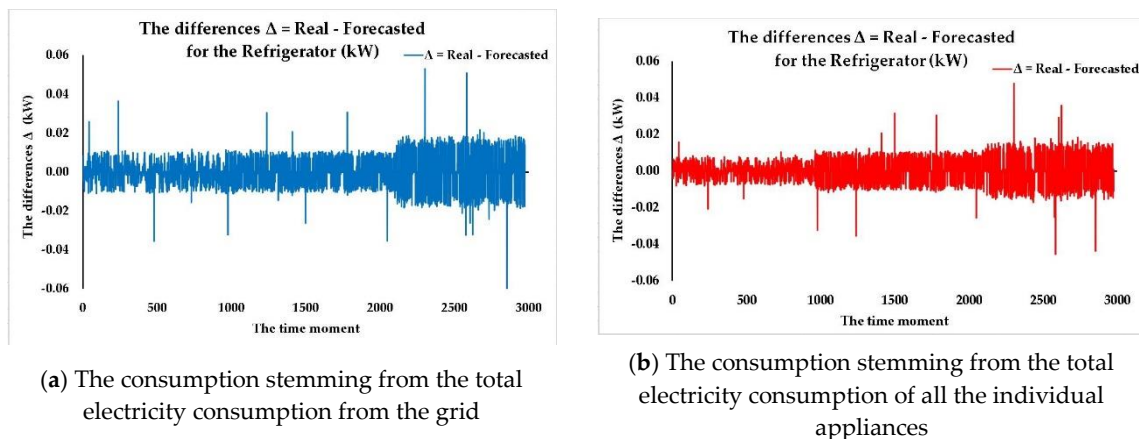 The differences Δ = Real - Forecasted
for the Refrigerator (kW)
Δ = Real - Forecasted
The differences Δ (kW)
0.06
0.04
0.02
0.00
-0.02
-0.04
-0.06
0 500 1000 1500 2000 2500 3000
The time moment
(a) The consumption stemming from the total
electricity consumption from the grid
The differences Δ = Real - Forecasted
for the Refrigerator (kW)
Δ = Real - Forecasted
The differences Δ (kW)
0.06
0.04
0.02
0.00
-0.02
-0.04
-0.06
0 500 1000 1500 2000 2500 3000
The time moment
(b) The consumption stemming from the total
electricity consumption of all the individual
appliances